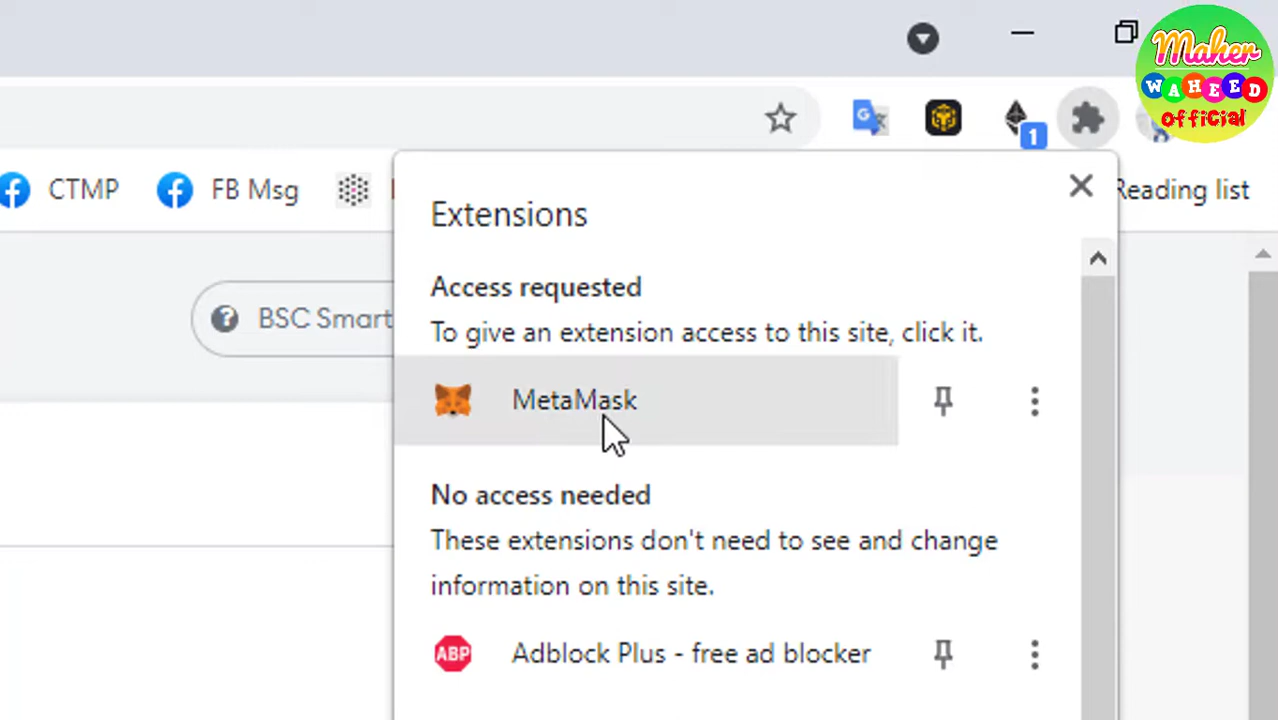 Maher
WAHEED
Official
1
CTMP
FB Msg
Reading list
Extensions
Access requested
To give an extension access to this site, click it.
BSC Smart
MetaMask
No access needed
These extensions don't need to see and change
information on this site.
ABP
Adblock Plus - free ad blocker